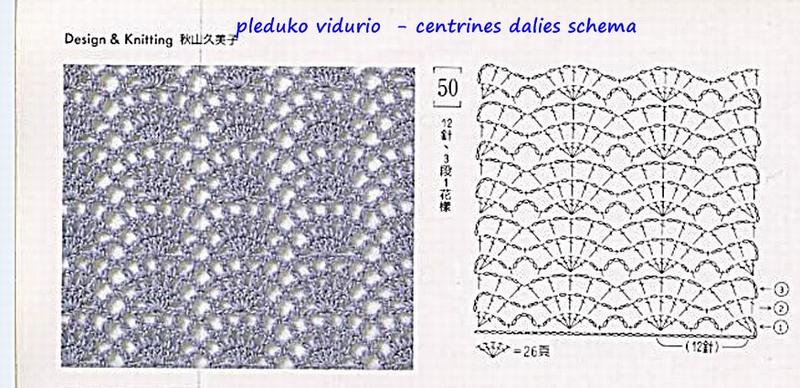 pleduko vidurio - centrines dalies schema
Design & Knitting 秋山久美子
50
12針、3段1花樣
③
②
①
(12針)
=26頁